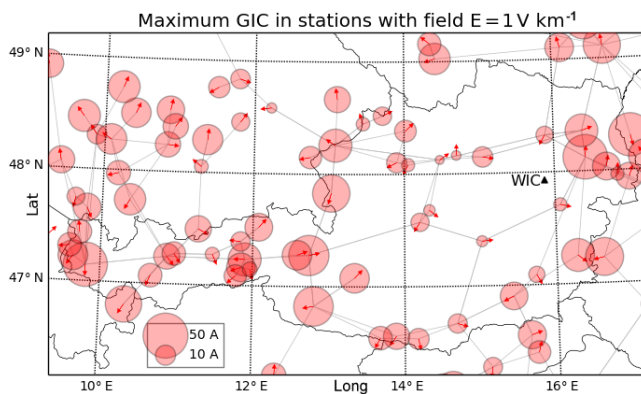 Maximum GIC in stations with field E = 1 V km⁻¹
49° N
48° N
47° N
Lat
WIC
50 A
10 A
10° E
12° E
14° E
16° E
Long